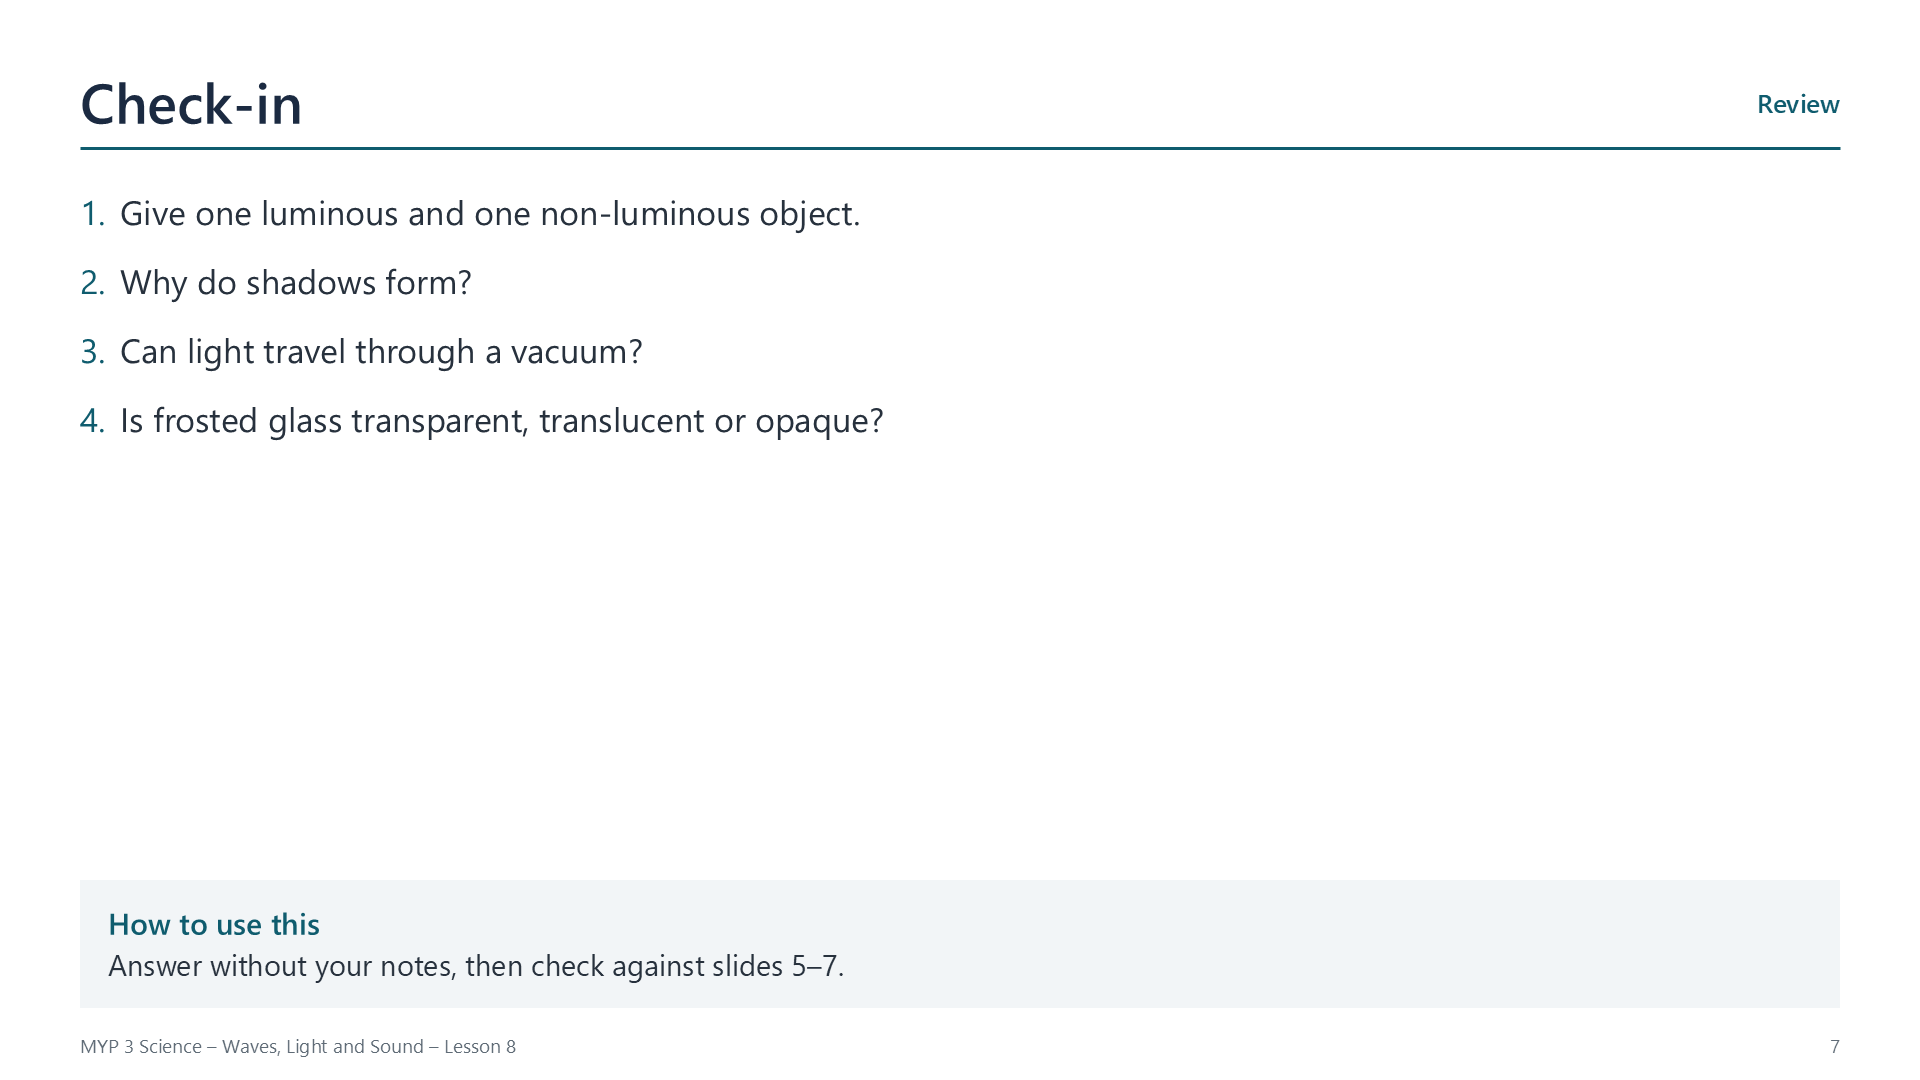 Check-in
Review
1. Give one luminous and one non-luminous object.
2. Why do shadows form?
3. Can light travel through a vacuum?
4. Is frosted glass transparent, translucent or opaque?
How to use this
Answer without your notes, then check against slides 5–7.
MYP 3 Science – Waves, Light and Sound – Lesson 8
7